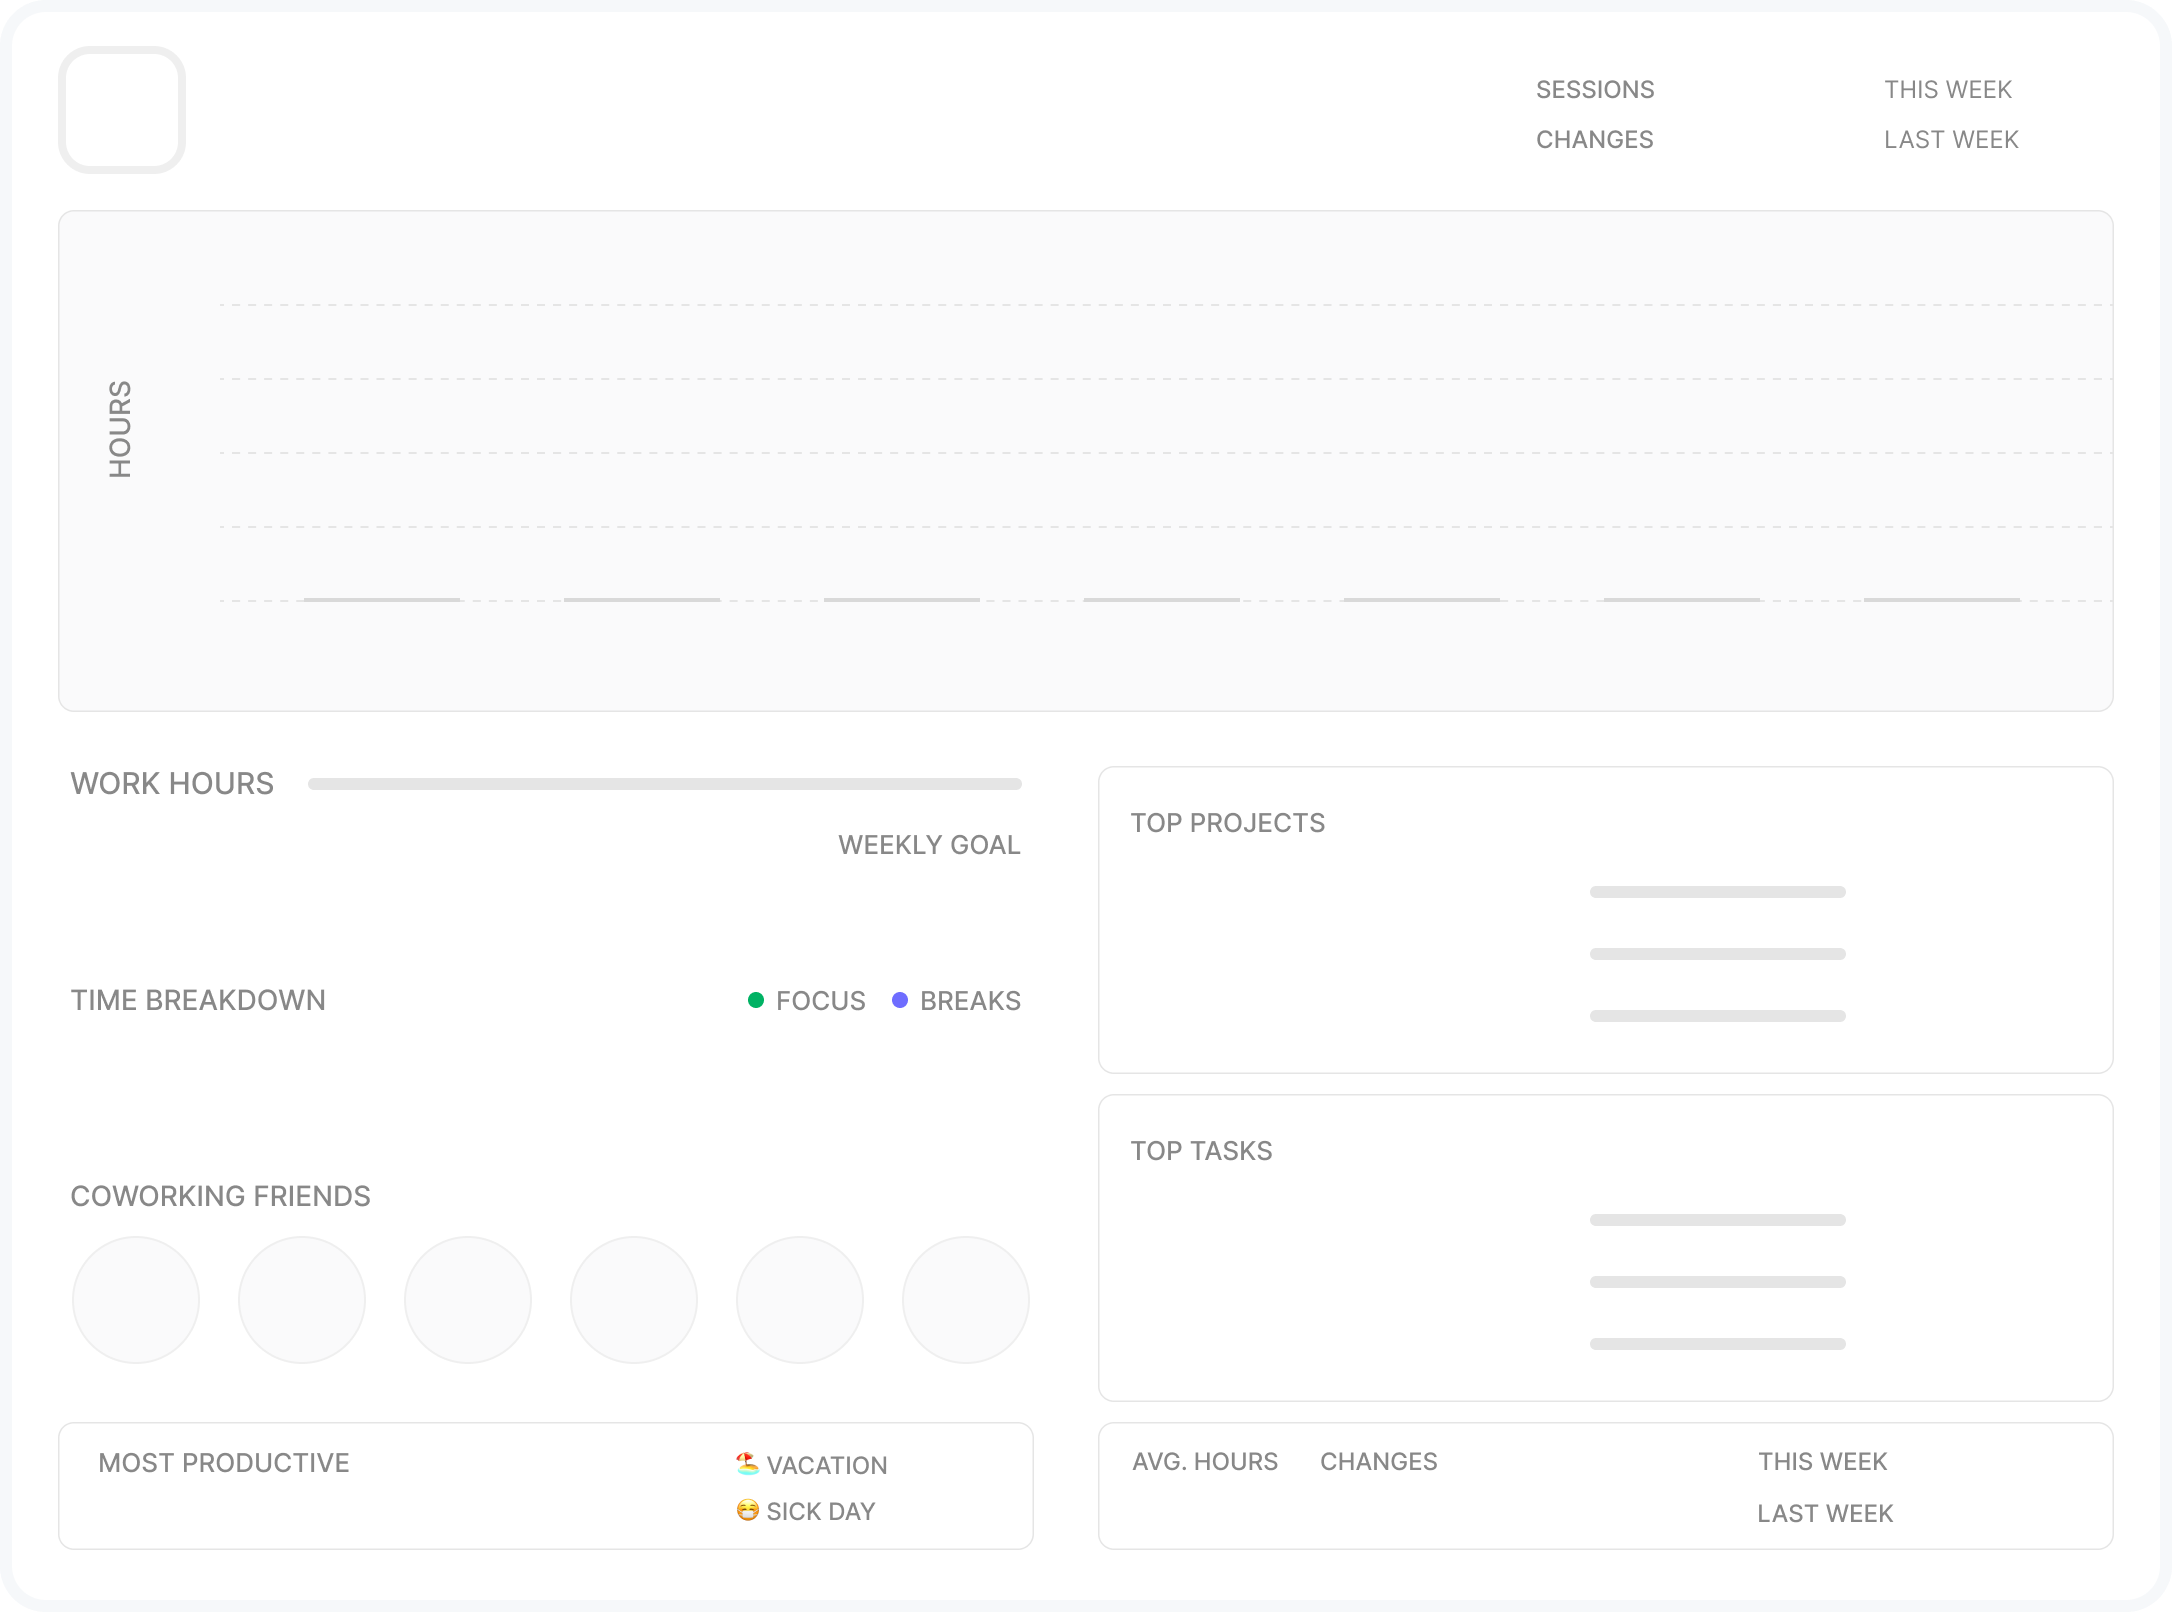 SESSIONS
THIS WEEK
CHANGES
LAST WEEK
HOURS
WORK HOURS
WEEKLY GOAL
TIME BREAKDOWN
FOCUS
BREAKS
COWORKING FRIENDS
MOST PRODUCTIVE
🏖️ VACATION
😷 SICK DAY
TOP PROJECTS
TOP TASKS
AVG. HOURS
CHANGES
THIS WEEK
LAST WEEK